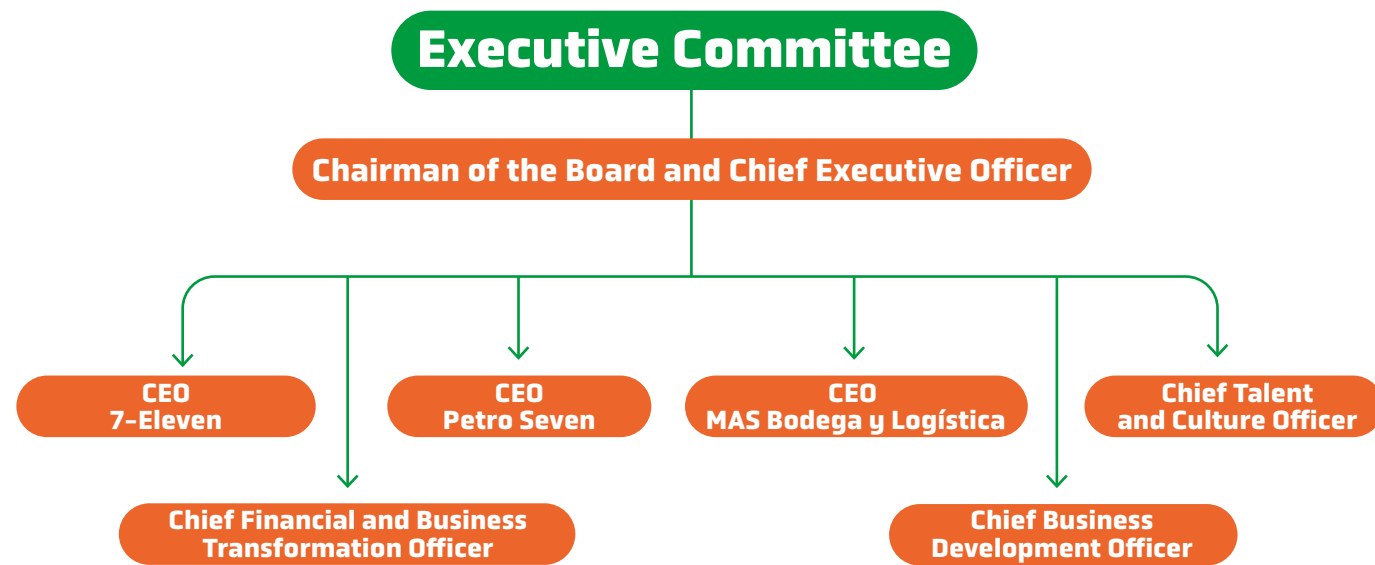 Executive Committee
Chairman of the Board and Chief Executive Officer
CEO
7-Eleven
CEO
Petro Seven
CEO
MAS Bodega y Logística
Chief Talent
and Culture Officer
Chief Financial and Business
Transformation Officer
Chief Business
Development Officer